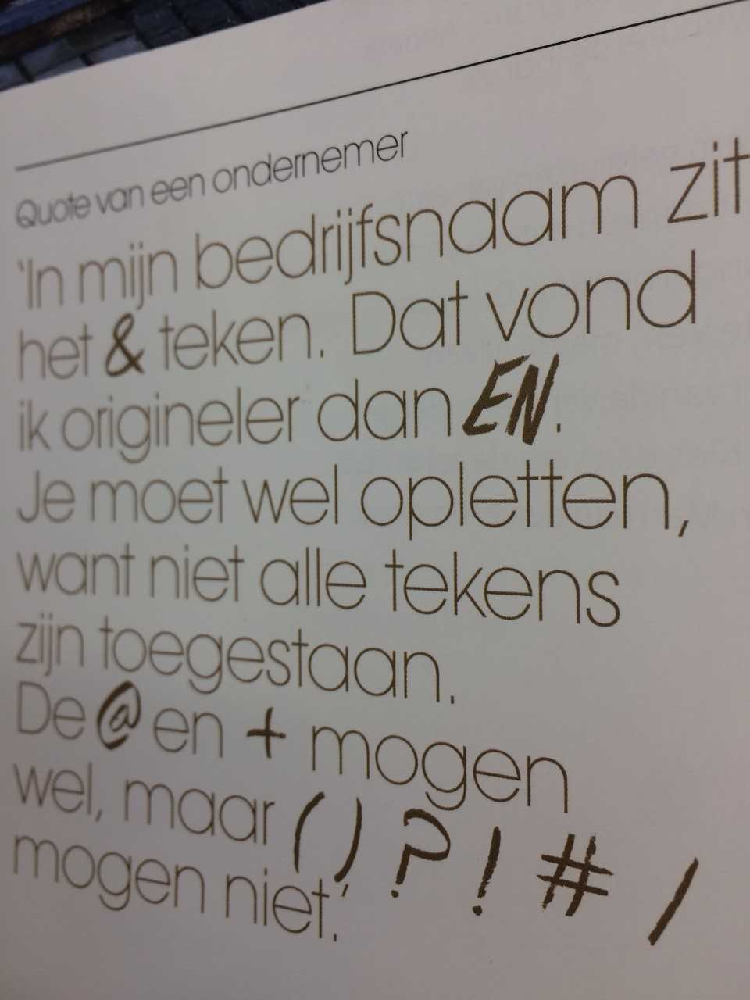 Quote van een ondernemer
'In mijn bedrijfsnaam zit
het & teken. Dat vond
ik origineler dan EN.
Je moet wel opletten,
want niet alle tekens
zijn toegestaan.
De @ en + mogen
wel, maar ( ) ? ! # /
mogen niet.'